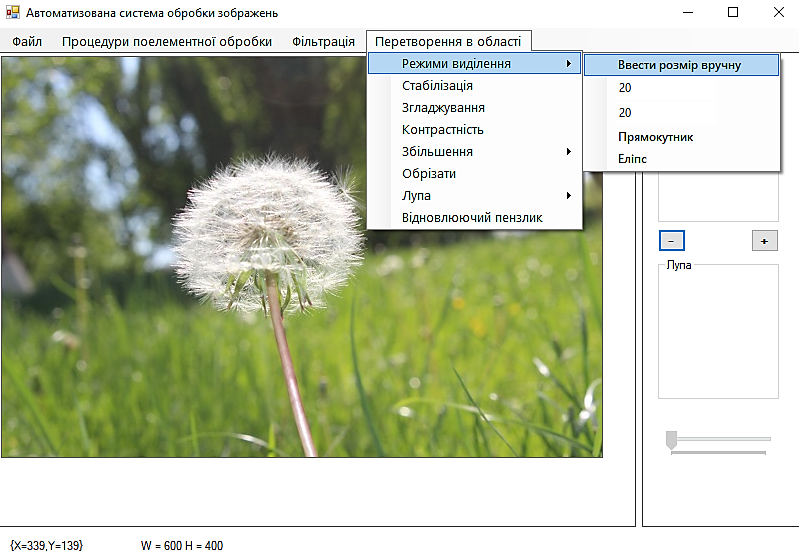 Автоматизована система обробки зображень
Файл Процедури поелементної обробки Фільтрація Перетворення в області
Режими виділення
Стабілізація
Згладжування
Контрастність
Збільшення
Обрізати
Лупа
Відновлюючий пензлик
Ввести розмір вручну
20
20
Прямокутник
Еліпс
- +
Лупа
{X=339,Y=139} W = 600 H = 400